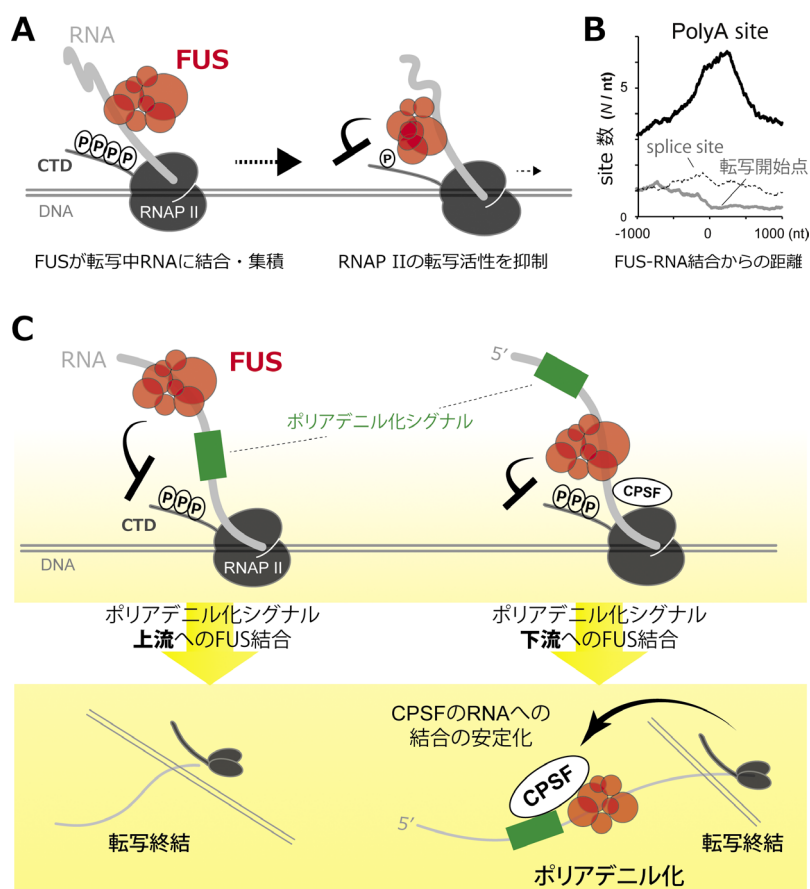 A
RNA
FUS
P P P P
CTD
RNAP II
DNA
P
FUSが転写中RNAに結合・集積
RNAP IIの転写活性を抑制
B
PolyA site
site 数 (N / nt)
5
splice site
転写開始点
0
-1000
0
1000 (nt)
FUS-RNA結合からの距離
C
RNA
FUS
5′
ポリアデニル化シグナル
P P P
CTD
RNAP II
DNA
P P P
CPSF
ポリアデニル化シグナル
上流へのFUS結合
ポリアデニル化シグナル
下流へのFUS結合
転写終結
CPSFのRNAへの
結合の安定化
CPSF
5′
転写終結
ポリアデニル化